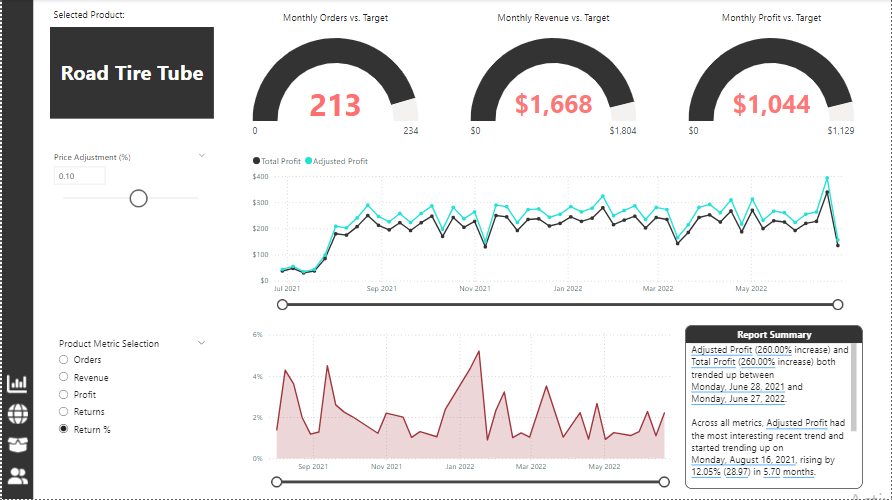 Selected Product:
Road Tire Tube
Monthly Orders vs. Target
213
0
234
Monthly Revenue vs. Target
$1,668
$0
$1,804
Monthly Profit vs. Target
$1,044
$0
$1,129
Price Adjustment (%)
0.10
Total Profit
Adjusted Profit
$400
$300
$200
$100
$0
Jul 2021
Sep 2021
Nov 2021
Jan 2022
Mar 2022
May 2022
Product Metric Selection
Orders
Revenue
Profit
Returns
Return %
6%
4%
2%
0%
Sep 2021
Nov 2021
Jan 2022
Mar 2022
May 2022
Report Summary
Adjusted Profit (260.00% increase) and
Total Profit (260.00% increase) both
trended up between
Monday, June 28, 2021 and
Monday, June 27, 2022.
Across all metrics, Adjusted Profit had
the most interesting recent trend and
started trending up on
Monday, August 16, 2021, rising by
12.05% (28.97) in 5.70 months.